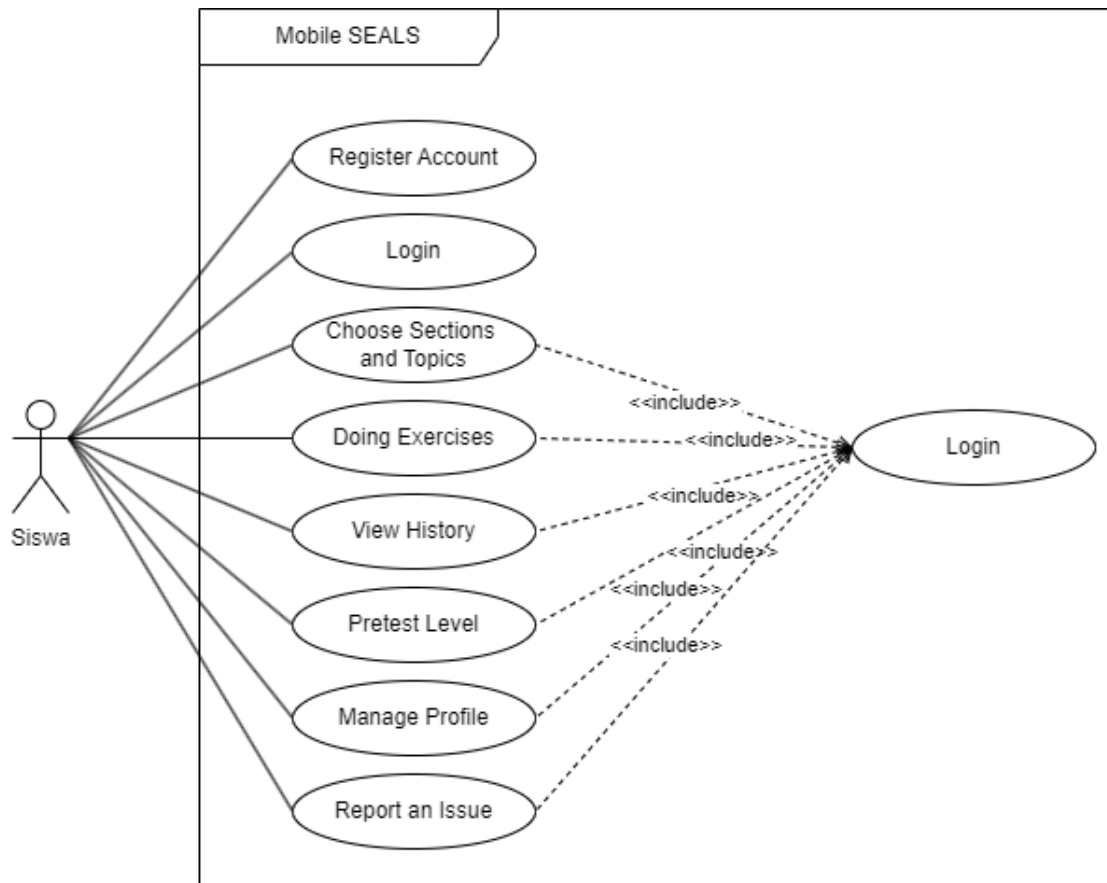 Mobile SEALS
Register Account
Login
Choose Sections
and Topics
<<include>>
Doing Exercises
<<include>>
Login
<<include>>
View History
Siswa
<<include>>
<<include>>
Pretest Level
<<include>>
Manage Profile
Report an Issue